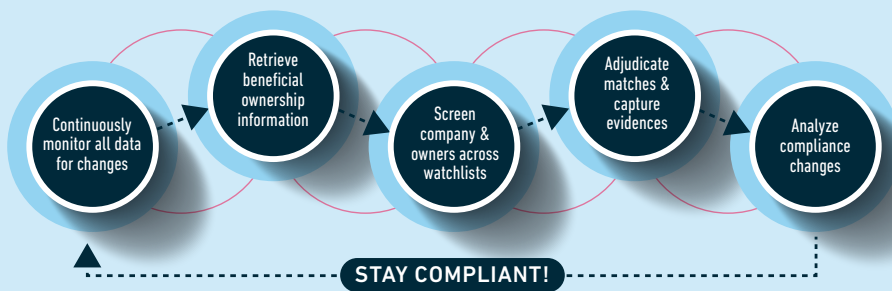 Continuously
monitor all data
for changes
Retrieve
beneficial
ownership
information
Screen
company &
owners across
watchlists
Adjudicate
matches &
capture
evidences
Analyze
compliance
changes
STAY COMPLIANT!